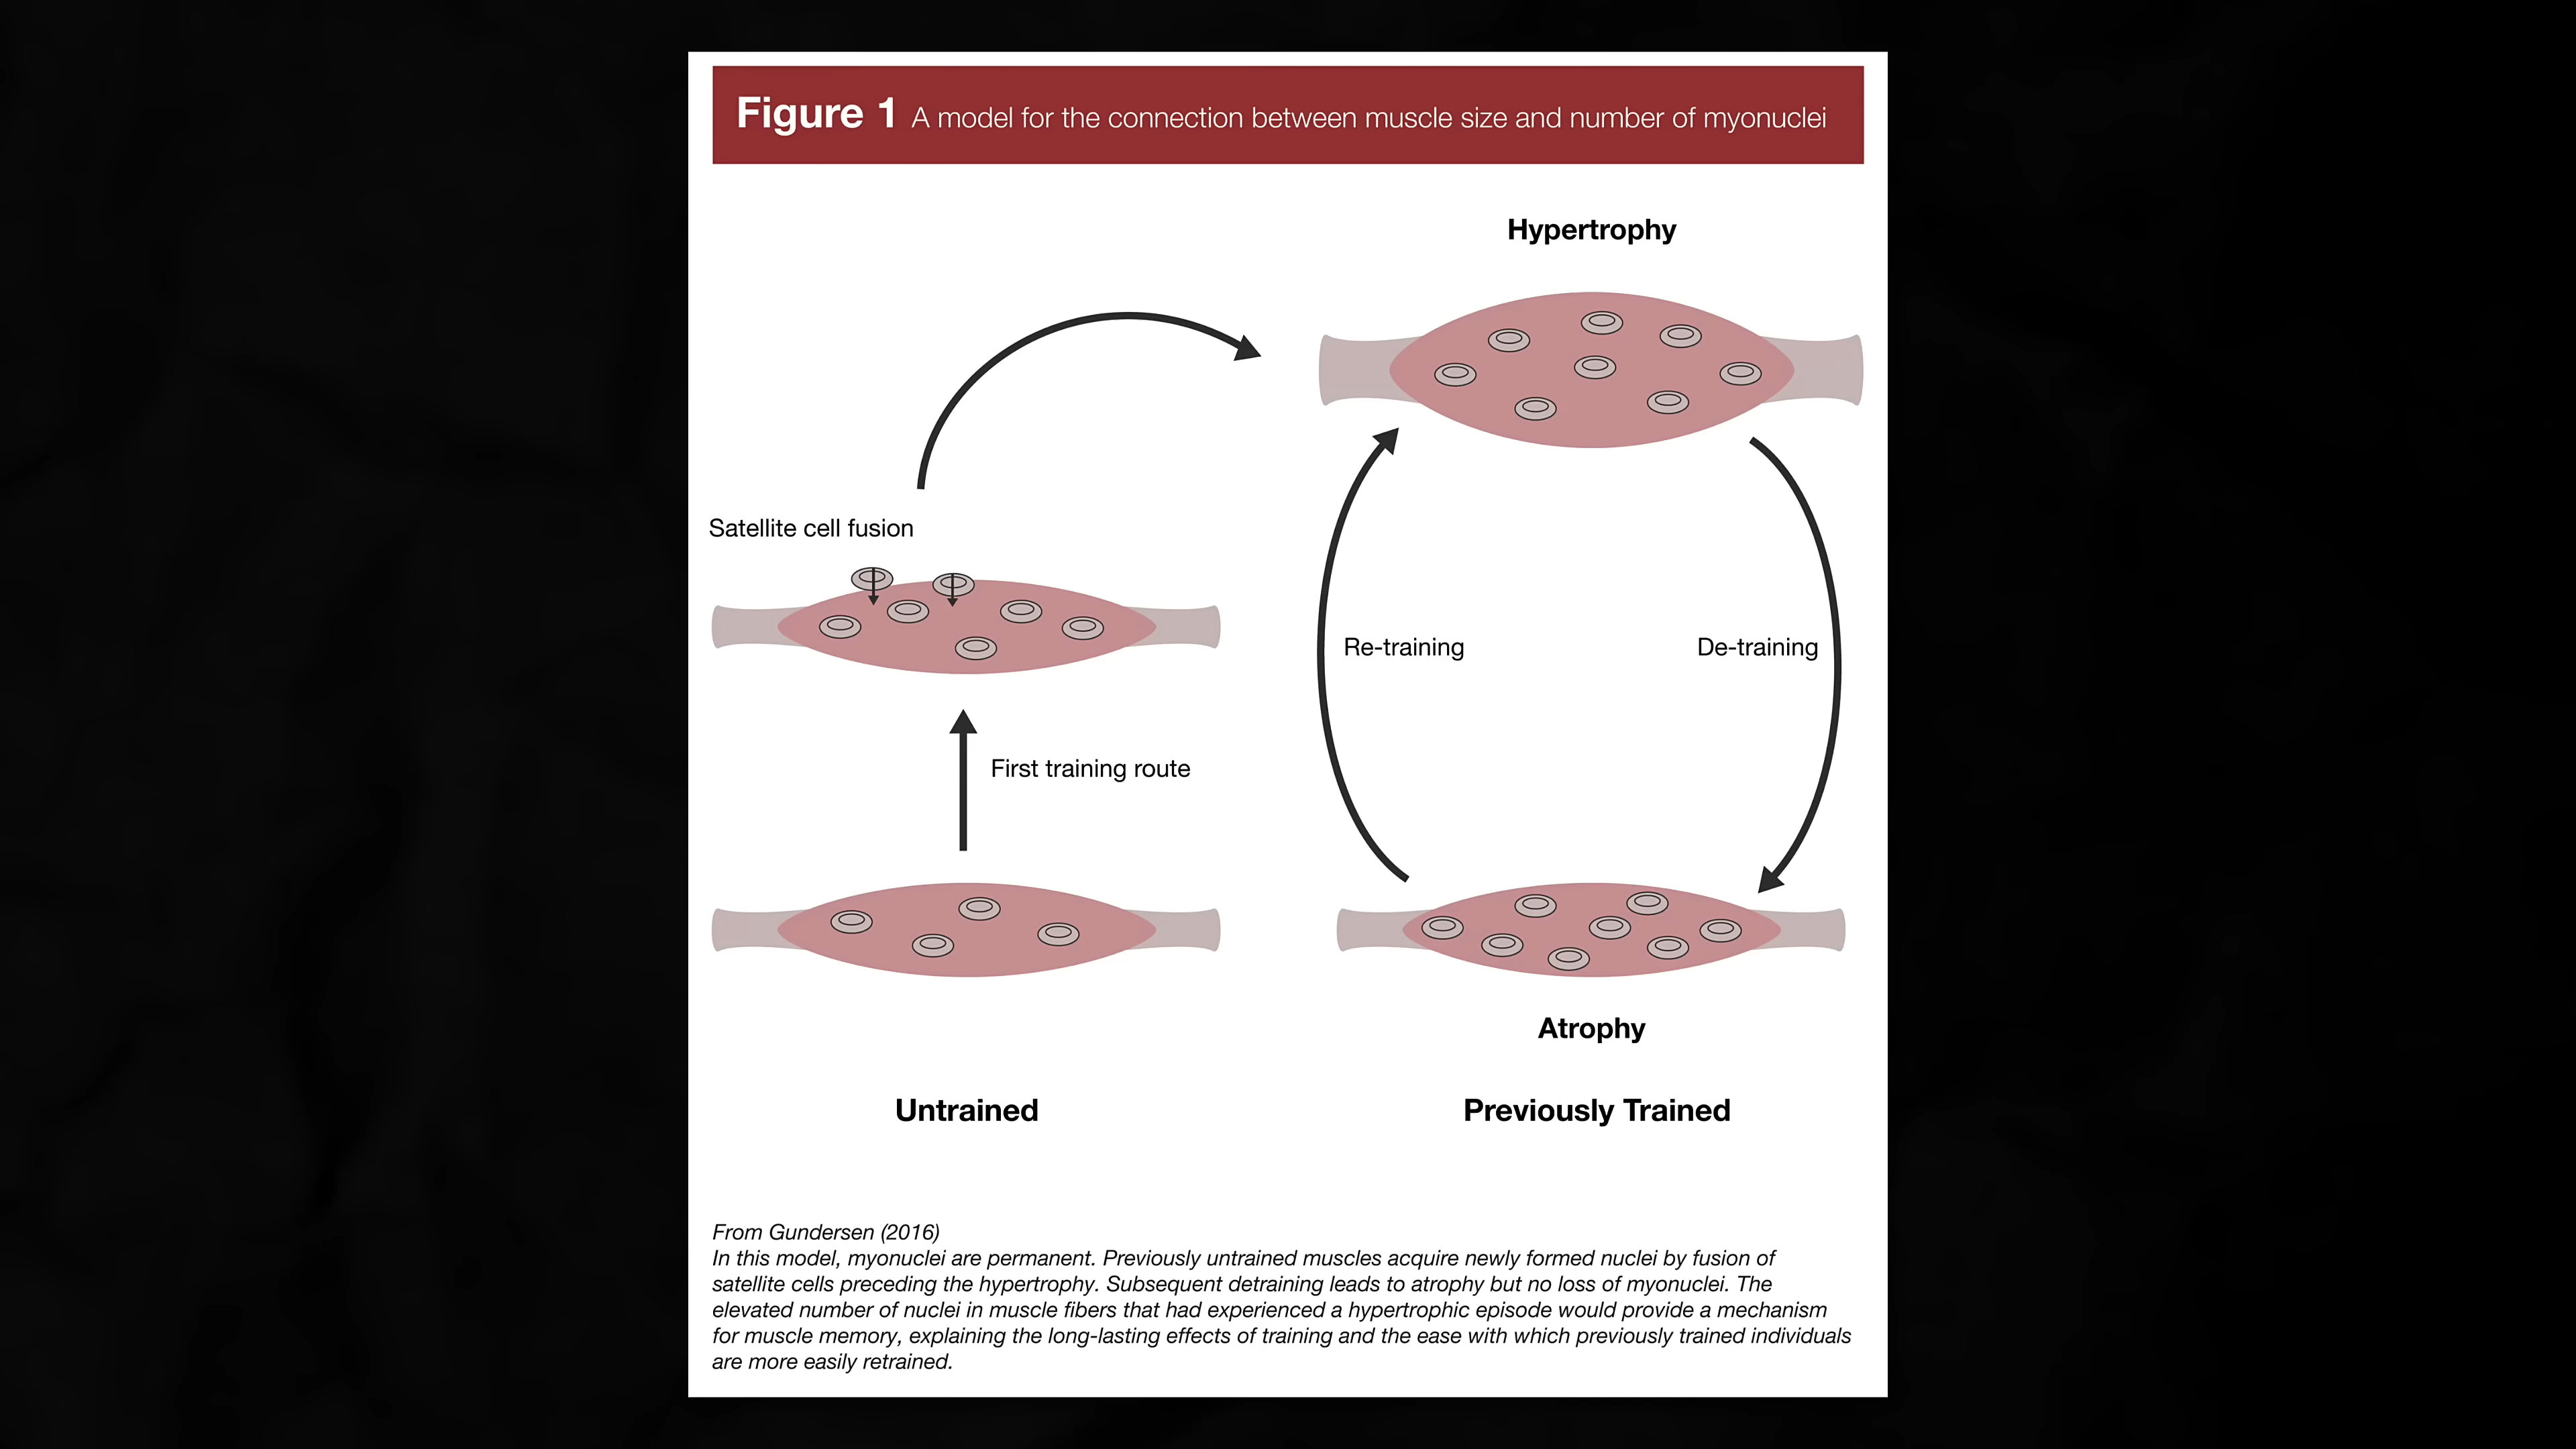 Figure 1 A model for the connection between muscle size and number of myonuclei
Hypertrophy
Satellite cell fusion
Re-training
De-training
First training route
Atrophy
Untrained
Previously Trained
From Gundersen (2016)
In this model, myonuclei are permanent. Previously untrained muscles acquire newly formed nuclei by fusion of
satellite cells preceding the hypertrophy. Subsequent detraining leads to atrophy but no loss of myonuclei. The
elevated number of nuclei in muscle fibers that had experienced a hypertrophic episode would provide a mechanism
for muscle memory, explaining the long-lasting effects of training and the ease with which previously trained individuals
are more easily retrained.